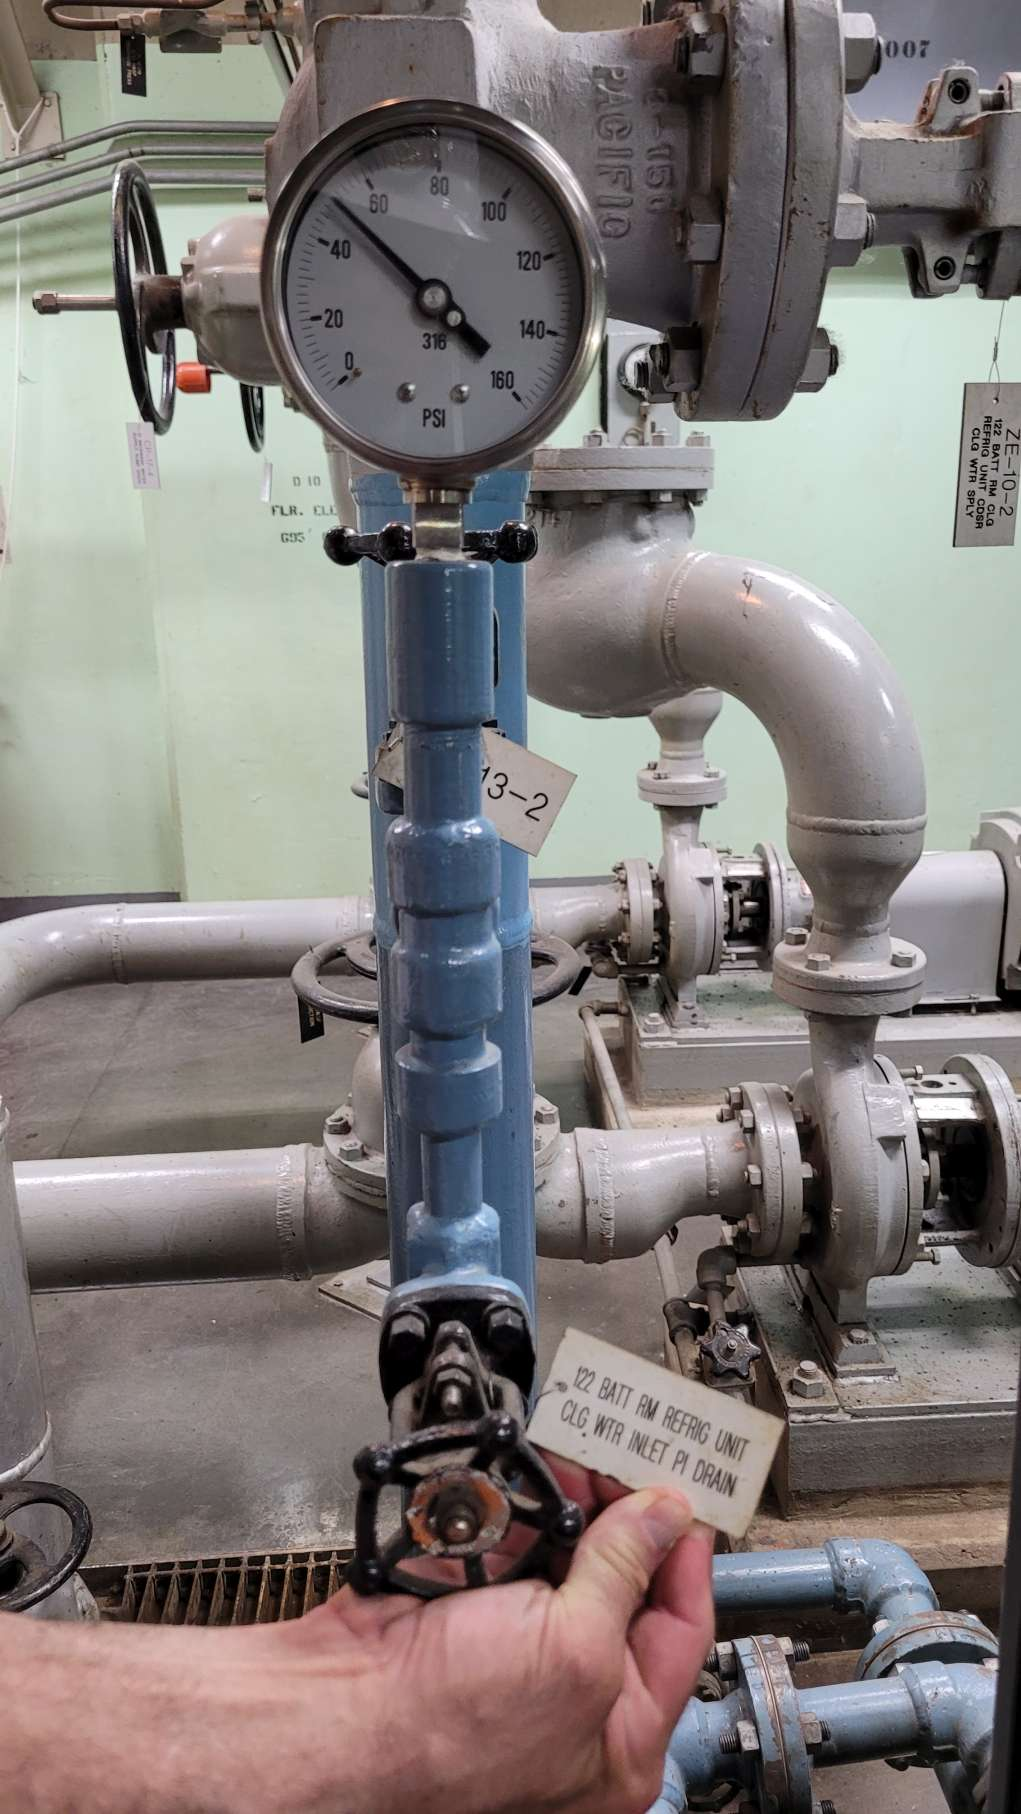 007
PACIFIC
-150
80
60
100
40
120
20
140
0
316
160
PSI
ZE-10-2
122 BATT RM CLG
REFRIG UNIT CDSR
CLG WTR SPLY
D 10
FLR. ELE
695'
13-2
122 BATT RM REFRIG UNIT
CLG WTR INLET PI DRAIN